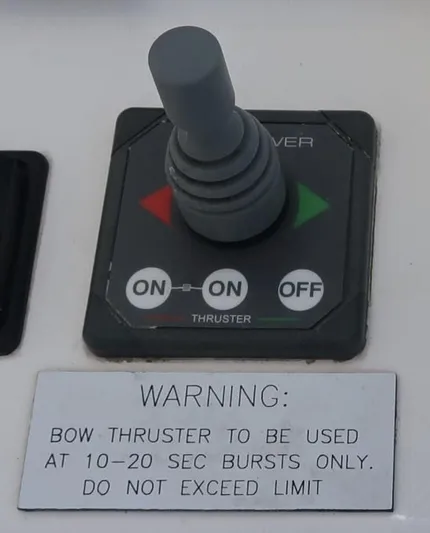 ON ON OFF
THRUSTER
WARNING:
BOW THRUSTER TO BE USED
AT 10-20 SEC BURSTS ONLY.
DO NOT EXCEED LIMIT